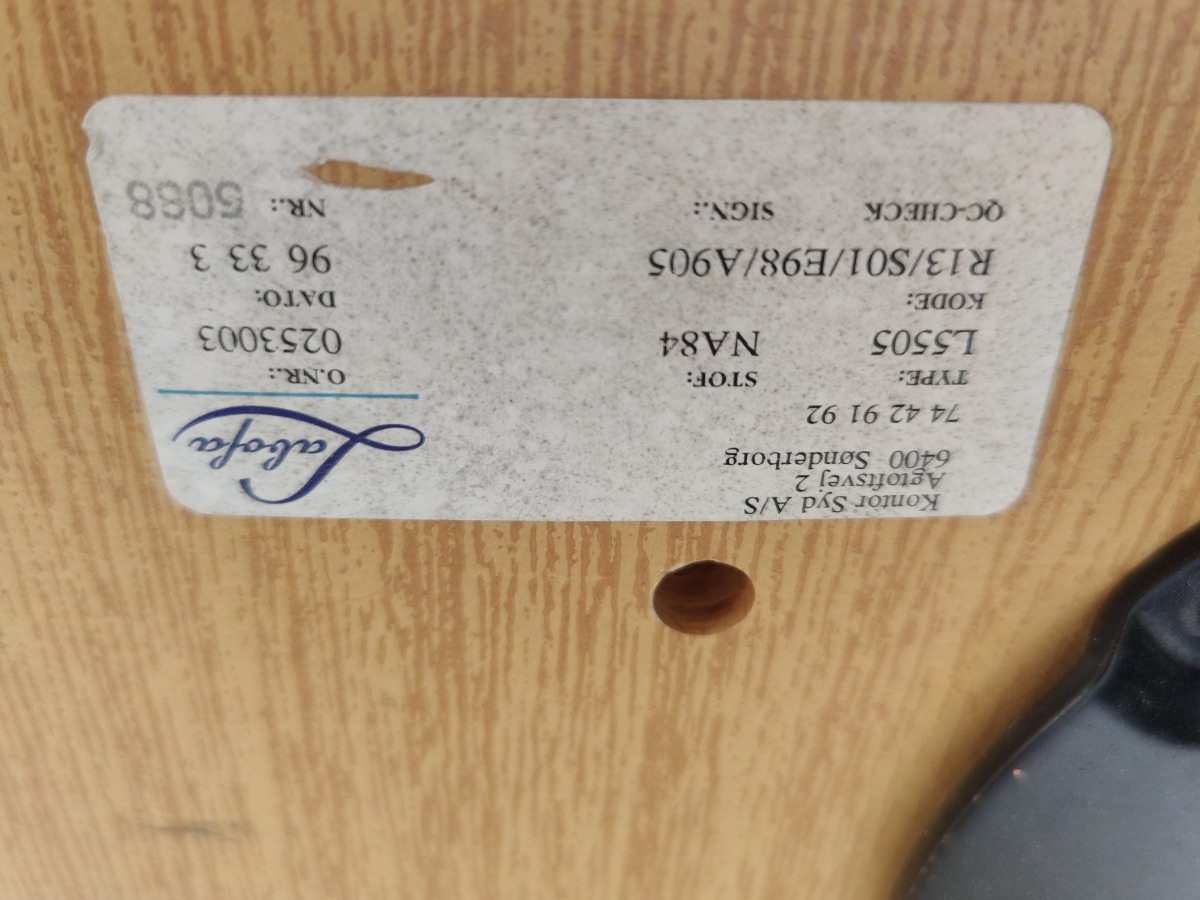 Kontor Syd A/S
Agtoftsvej 2
6400 Sønderborg
74 42 91 92
Labofa
TYPE: STOF: O.NR.:
L5505 NA84 0253003
KODE: DATO:
R13/S01/E98/A905 96 33 3
QC-CHECK SIGN.: NR.: 5088